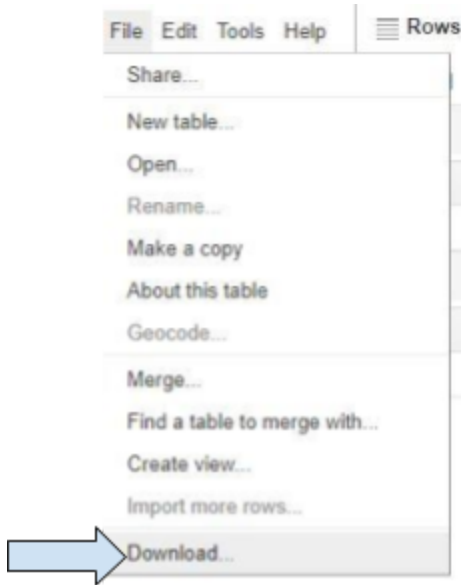 File Edit Tools Help Rows
Share...
New table...
Open...
Rename...
Make a copy
About this table
Geocode...
Merge...
Find a table to merge with...
Create view...
Import more rows...
Download...